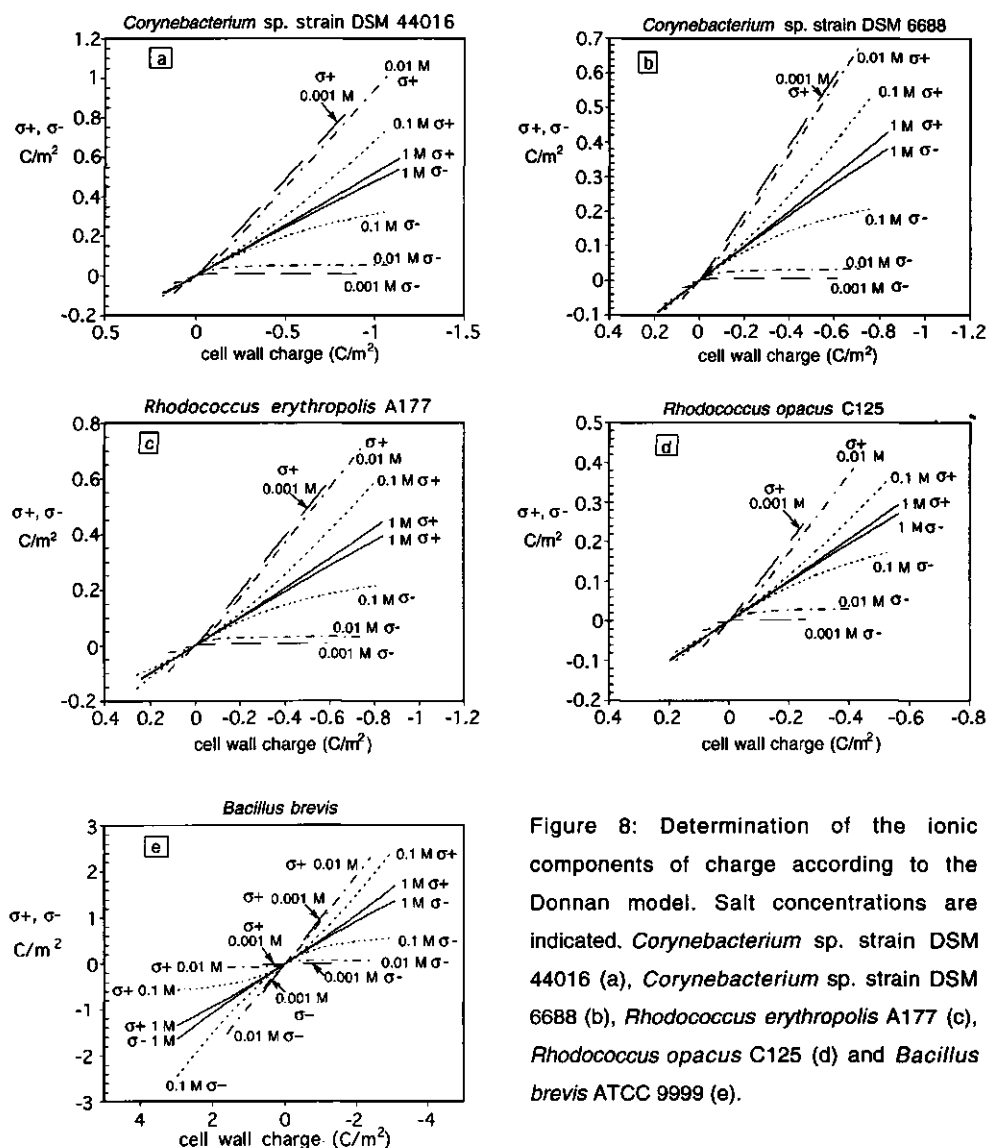 Corynebacterium sp. strain DSM 44016
a
σ+, σ-
C/m²
1.2
1.0
0.8
0.6
0.4
0.2
0
-0.2
σ+
0.001 M
0.01 M
σ+
0.1 M σ+
1 M σ+
1 M σ-
0.1 M σ-
0.01 M σ-
0.001 M σ-
0.5 0 -0.5 -1 -1.5
cell wall charge (C/m²)
Corynebacterium sp. strain DSM 6688
b
σ+, σ-
C/m²
0.7
0.6
0.5
0.4
0.3
0.2
0.1
0
-0.1
0.001 M
σ+
0.01 M σ+
0.1 M σ+
1 M σ+
1 M σ-
0.1 M σ-
0.01 M σ-
0.001 M σ-
0.4 0.2 0 -0.2 -0.4 -0.6 -0.8 -1 -1.2
cell wall charge (C/m²)
Rhodococcus erythropolis A177
c
σ+, σ-
C/m²
0.8
0.6
0.4
0.2
0
-0.2
σ+
0.001 M
σ+
0.01 M
0.1 M σ+
1 M σ+
1 M σ+
0.1 M σ-
0.01 M σ-
0.001 M σ-
0.4 0.2 0 -0.2 -0.4 -0.6 -0.8 -1 -1.2
cell wall charge (C/m²)
Rhodococcus opacus C125
d
σ+, σ-
C/m²
0.5
0.4
0.3
0.2
0.1
0
-0.1
-0.2
σ+
0.001 M
σ+
0.01 M
0.1 M σ+
1 M σ+
1 M σ-
0.1 M σ-
0.01 M σ-
0.001 M σ-
0.4 0.2 0 -0.2 -0.4 -0.6 -0.8
cell wall charge (C/m²)
Bacillus brevis
e
σ+, σ-
C/m²
3
2
1
0
-1
-2
-3
σ+ 0.01 M
σ+ 0.001 M
σ+
0.001 M
σ+ 0.01 M
σ+ 0.1 M
σ+ 1 M
σ- 1 M
0.1 M σ-
0.1 M σ+
1 M σ+
1 M σ-
0.1 M σ-
0.01 M σ-
0.001 M σ-
0.001 M
σ-
0.01 M σ-
4 2 0 -2 -4
cell wall charge (C/m²)
Figure 8: Determination of the ionic
components of charge according to the
Donnan model. Salt concentrations are
indicated. Corynebacterium sp. strain DSM
44016 (a), Corynebacterium sp. strain DSM
6688 (b), Rhodococcus erythropolis A177 (c),
Rhodococcus opacus C125 (d) and Bacillus
brevis ATCC 9999 (e).